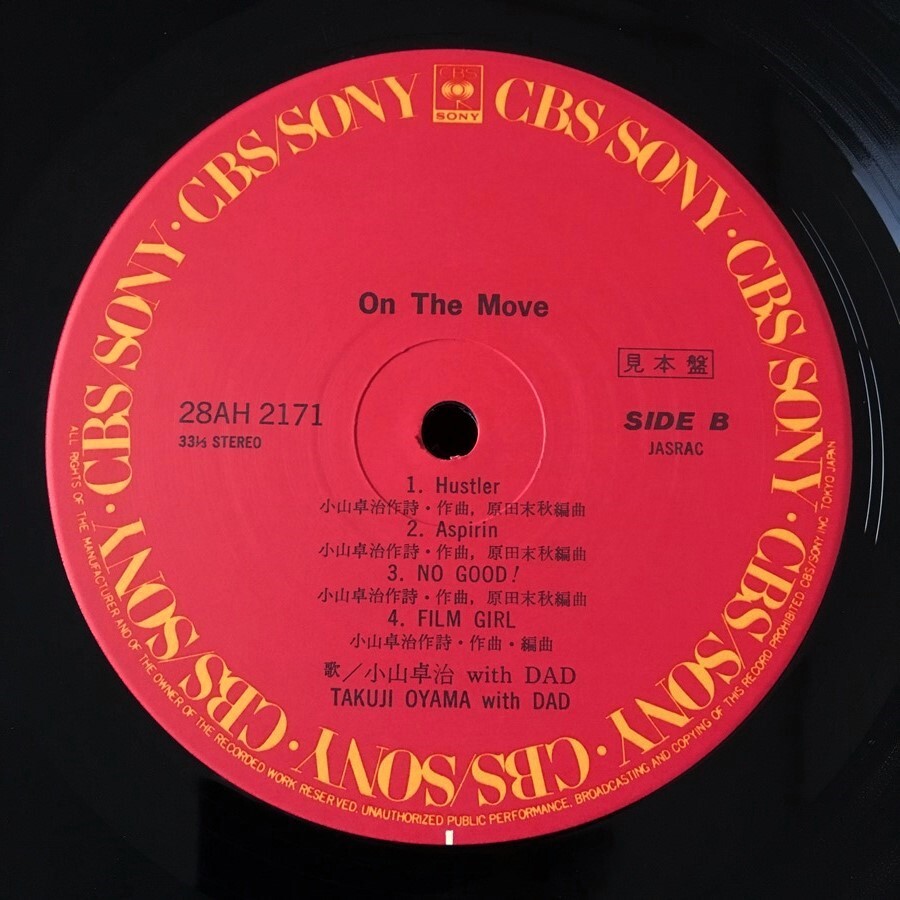 CBS
SONY
CBS/SONY · CBS/SONY · CBS/SONY · CBS/SONY · CBS/SONY · CBS/SONY · CBS/SONY · CBS/SONY
On The Move
見本盤
28AH 2171
33⅓ STEREO
SIDE B
JASRAC
1. Hustler
小山卓治作詩・作曲, 原田末秋編曲
2. Aspirin
小山卓治作詩・作曲, 原田末秋編曲
3. NO GOOD!
小山卓治作詩・作曲, 原田末秋編曲
4. FILM GIRL
小山卓治作詩・作曲・編曲
歌／小山卓治 with DAD
TAKUJI OYAMA with DAD
ALL RIGHTS OF THE MANUFACTURER AND OF THE OWNER OF THE RECORDED WORK RESERVED. UNAUTHORIZED PUBLIC PERFORMANCE, BROADCASTING AND COPYING OF THIS RECORD PROHIBITED. CBS/SONY INC. TOKYO JAPAN